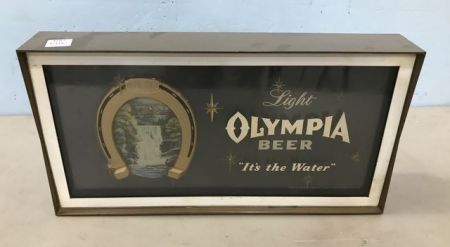 Light
OLYMPIA
BEER
"It's the Water"